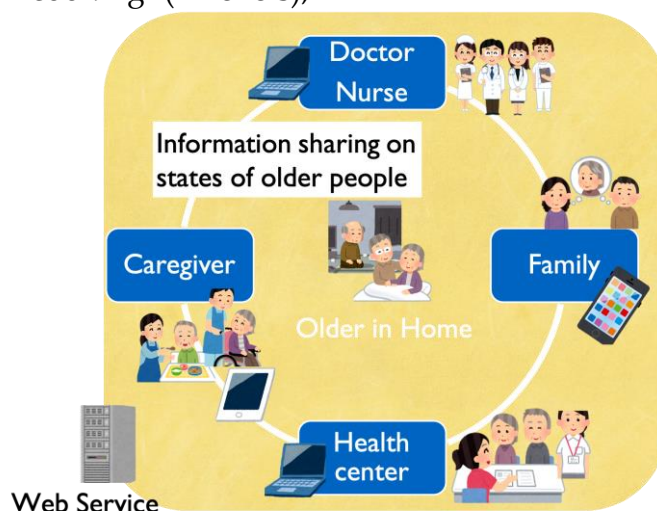 Doctor
Nurse
Information sharing on
states of older people
Caregiver
Family
Older in Home
Health
center
Web Service